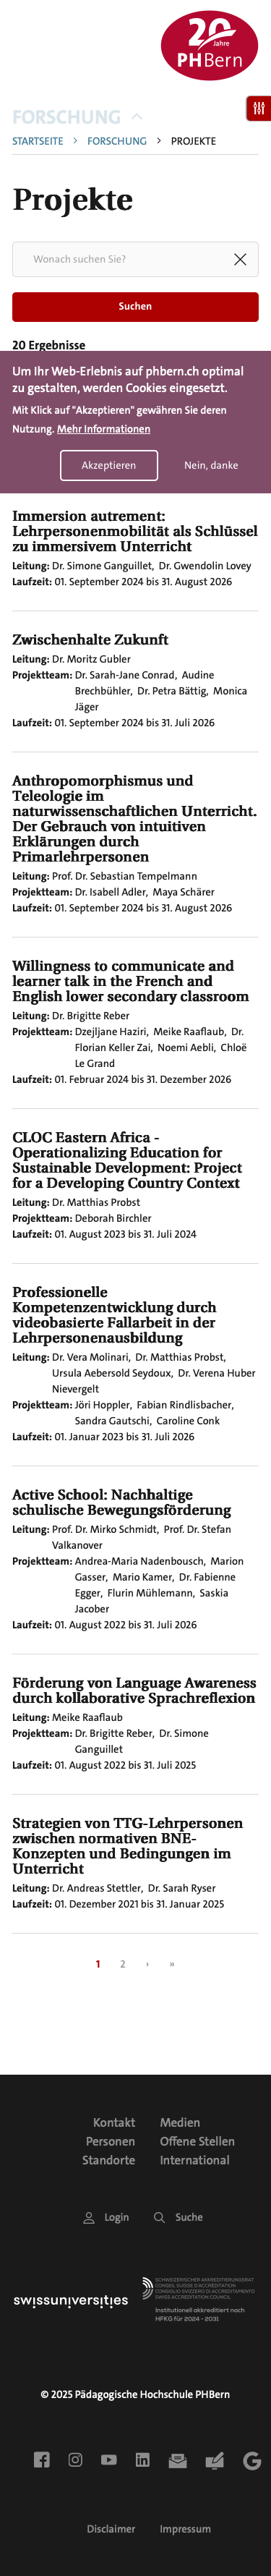 20
Jahre
PHBern
FORSCHUNG
STARTSEITE > FORSCHUNG > PROJEKTE
Projekte
Wonach suchen Sie?
Suchen
20 Ergebnisse
Um Ihr Web-Erlebnis auf phbern.ch optimal
zu gestalten, werden Cookies eingesetzt.
Mit Klick auf "Akzeptieren" gewähren Sie deren
Nutzung. Mehr Informationen
Akzeptieren
Nein, danke
Immersion autrement:
Lehrpersonenmobilität als Schlüssel
zu immersivem Unterricht
Leitung: Dr. Simone Ganguillet, Dr. Gwendolin Lovey
Laufzeit: 01. September 2024 bis 31. August 2026
Zwischenhalte Zukunft
Leitung: Dr. Moritz Gubler
Projektteam: Dr. Sarah-Jane Conrad, Audine
Brechbühler, Dr. Petra Bättig, Monica
Jäger
Laufzeit: 01. September 2024 bis 31. Juli 2026
Anthropomorphismus und
Teleologie im
naturwissenschaftlichen Unterricht.
Der Gebrauch von intuitiven
Erklärungen durch
Primarlehrpersonen
Leitung: Prof. Dr. Sebastian Tempelmann
Projektteam: Dr. Isabell Adler, Maya Schärer
Laufzeit: 01. September 2024 bis 31. August 2026
Willingness to communicate and
learner talk in the French and
English lower secondary classroom
Leitung: Dr. Brigitte Reber
Projektteam: Dzejljane Haziri, Meike Raaflaub, Dr.
Florian Keller Zai, Noemi Aebli, Chloë
Le Grand
Laufzeit: 01. Februar 2024 bis 31. Dezember 2026
CLOC Eastern Africa -
Operationalizing Education for
Sustainable Development: Project
for a Developing Country Context
Leitung: Dr. Matthias Probst
Projektteam: Deborah Birchler
Laufzeit: 01. August 2023 bis 31. Juli 2024
Professionelle
Kompetenzentwicklung durch
videobasierte Fallarbeit in der
Lehrpersonenausbildung
Leitung: Dr. Vera Molinari, Dr. Matthias Probst,
Ursula Aebersold Seydoux, Dr. Verena Huber
Nievergelt
Projektteam: Jöri Hoppler, Fabian Rindlisbacher,
Sandra Gautschi, Caroline Conk
Laufzeit: 01. Januar 2023 bis 31. Juli 2026
Active School: Nachhaltige
schulische Bewegungsförderung
Leitung: Prof. Dr. Mirko Schmidt, Prof. Dr. Stefan
Valkanover
Projektteam: Andrea-Maria Nadenbousch, Marion
Gasser, Mario Kamer, Dr. Fabienne
Egger, Flurin Mühlemann, Saskia
Jacober
Laufzeit: 01. August 2022 bis 31. Juli 2026
Förderung von Language Awareness
durch kollaborative Sprachreflexion
Leitung: Meike Raaflaub
Projektteam: Dr. Brigitte Reber, Dr. Simone
Ganguillet
Laufzeit: 01. August 2022 bis 31. Juli 2025
Strategien von TTG-Lehrpersonen
zwischen normativen BNE-
Konzepten und Bedingungen im
Unterricht
Leitung: Dr. Andreas Stettler, Dr. Sarah Ryser
Laufzeit: 01. Dezember 2021 bis 31. Januar 2025
1 2 › »
Kontakt
Personen
Standorte
Medien
Offene Stellen
International
Login
Suche
swissuniversities
SCHWEIZERISCHER AKKREDITIERUNGSRAT
CONSEIL SUISSE D'ACCREDITATION
CONSIGLIO SVIZZERO DI ACCREDITAMENTO
SWISS ACCREDITATION COUNCIL
Institutionell akkreditiert nach
HFKG für 2024 - 2031
© 2025 Pädagogische Hochschule PHBern
Disclaimer
Impressum